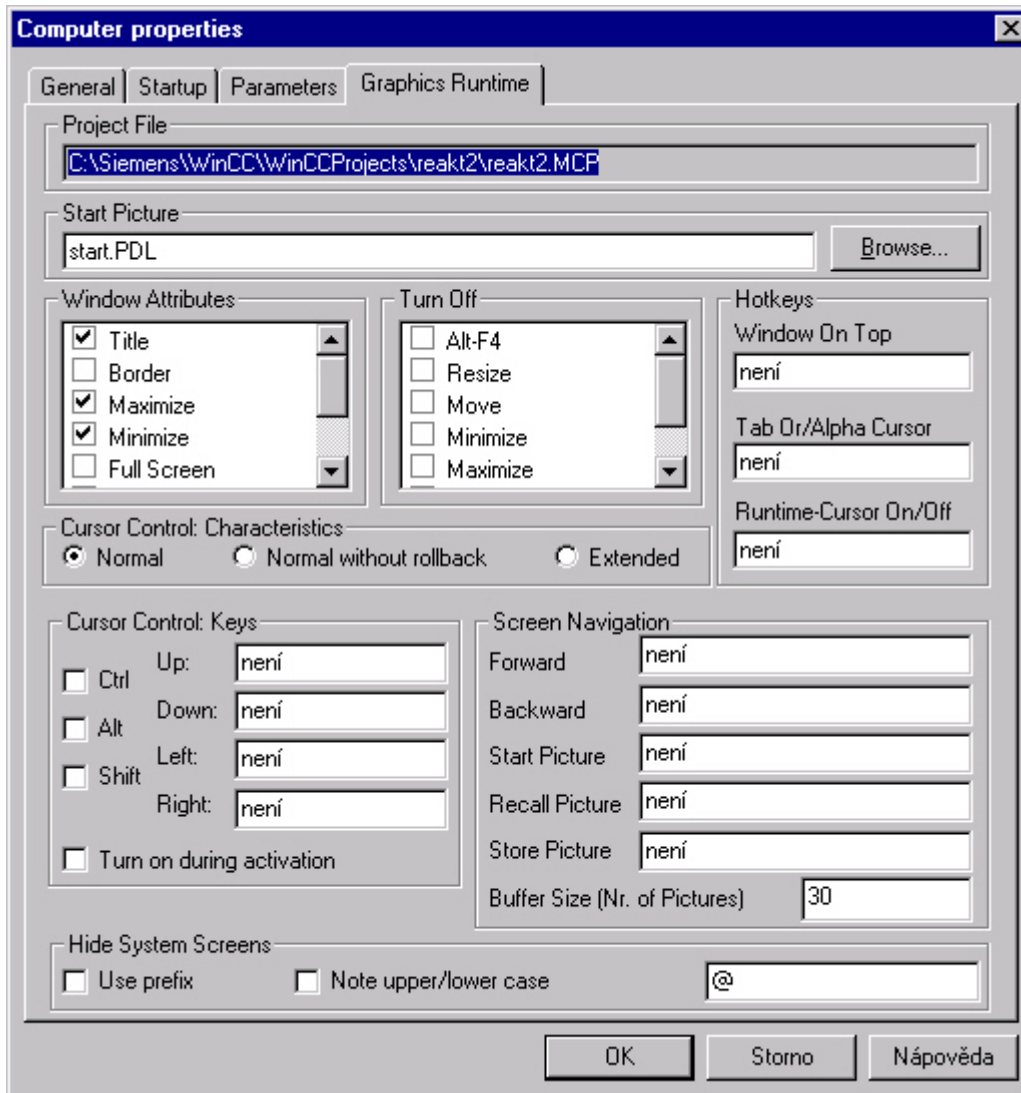 Computer properties
General Startup Parameters Graphics Runtime
Project File
C:\Siemens\WinCC\WinCCProjects\reakt2\reakt2.MCP
Start Picture
start.PDL
Browse...
Window Attributes
Title
Border
Maximize
Minimize
Full Screen
Turn Off
Alt-F4
Resize
Move
Minimize
Maximize
Hotkeys
Window On Top
není
Tab Or/Alpha Cursor
není
Runtime-Cursor On/Off
není
Cursor Control: Characteristics
Normal Normal without rollback Extended
Cursor Control: Keys
Ctrl
Alt
Shift
Up: není
Down: není
Left: není
Right: není
Turn on during activation
Screen Navigation
Forward není
Backward není
Start Picture není
Recall Picture není
Store Picture není
Buffer Size (Nr. of Pictures) 30
Hide System Screens
Use prefix Note upper/lower case @
OK Storno Nápověda